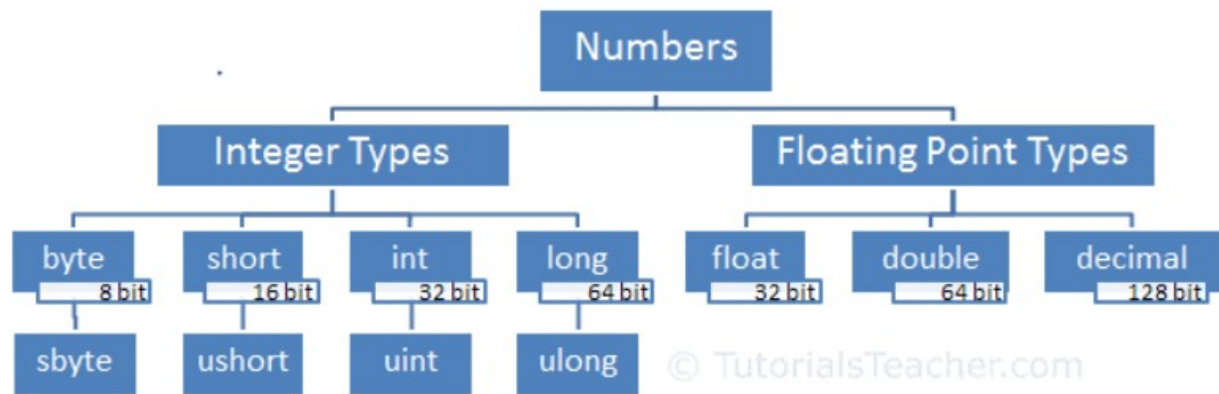 Numbers
Integer Types
Floating Point Types
byte
8 bit
short
16 bit
int
32 bit
long
64 bit
float
32 bit
double
64 bit
decimal
128 bit
sbyte
ushort
uint
ulong
© TutorialsTeacher.com